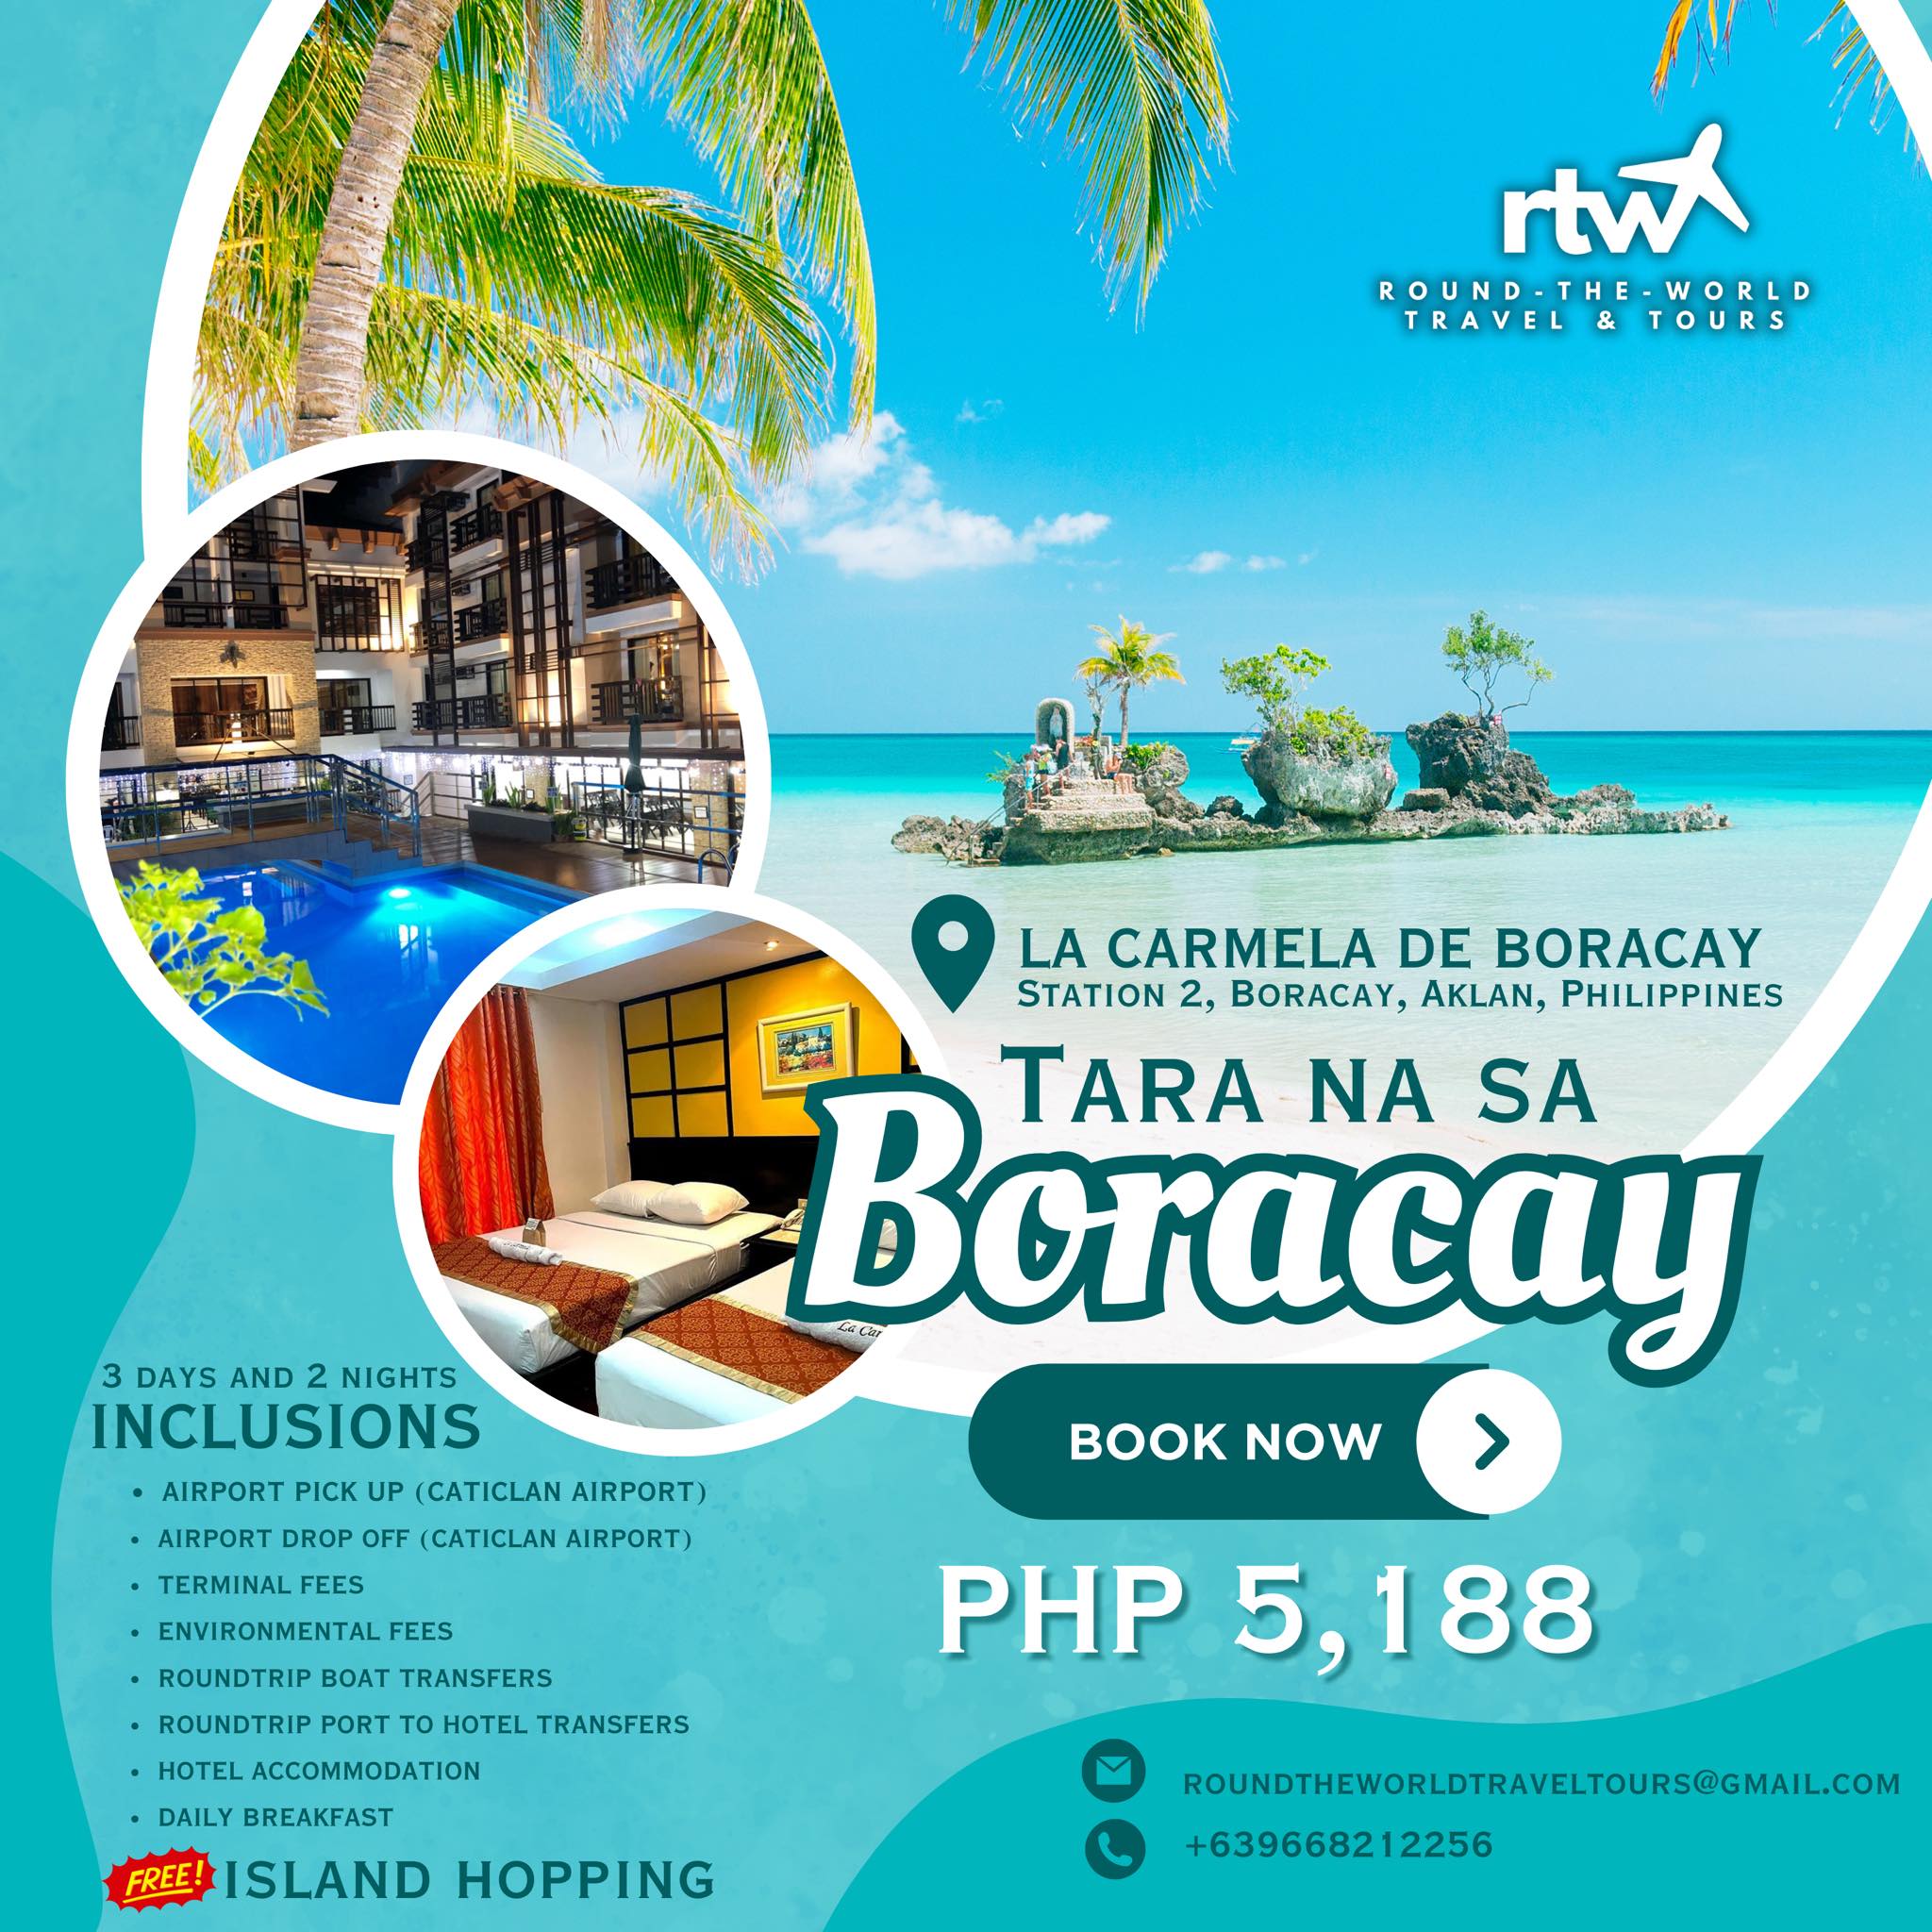 rtw
ROUND-THE-WORLD
TRAVEL & TOURS
LA CARMELA DE BORACAY
STATION 2, BORACAY, AKLAN, PHILIPPINES
TARA NA SA
Boracay
BOOK NOW
PHP 5,188
3 DAYS AND 2 NIGHTS
INCLUSIONS
• AIRPORT PICK UP (CATICLAN AIRPORT)
• AIRPORT DROP OFF (CATICLAN AIRPORT)
• TERMINAL FEES
• ENVIRONMENTAL FEES
• ROUNDTRIP BOAT TRANSFERS
• ROUNDTRIP PORT TO HOTEL TRANSFERS
• HOTEL ACCOMMODATION
• DAILY BREAKFAST
FREE! ISLAND HOPPING
ROUNDTHEWORLDTRAVELTOURS@GMAIL.COM
+639668212256
La Car